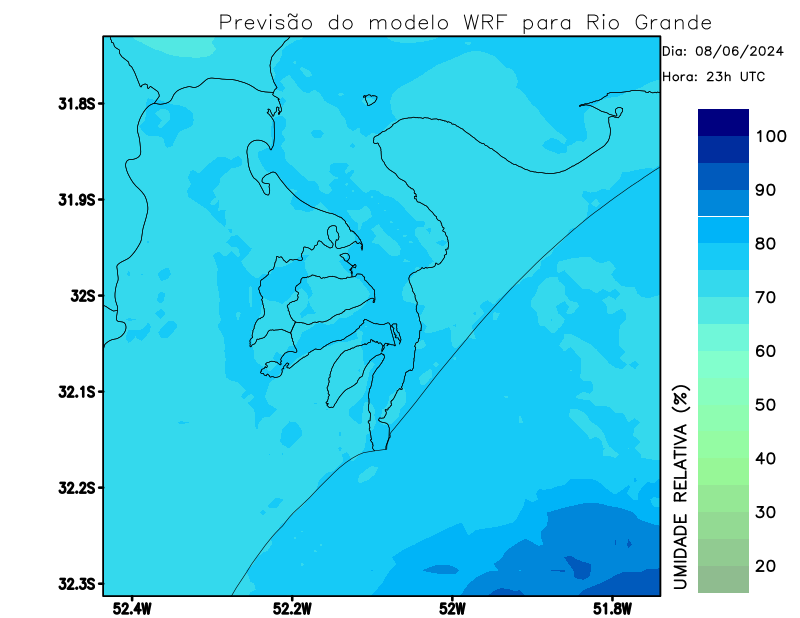 Previsão do modelo WRF para Rio Grande
Dia: 08/06/2024
Hora: 23h UTC
31.8S
31.9S
32S
32.1S
32.2S
32.3S
52.4W
52.2W
52W
51.8W
100
90
80
70
60
50
40
30
20
UMIDADE RELATIVA (%)